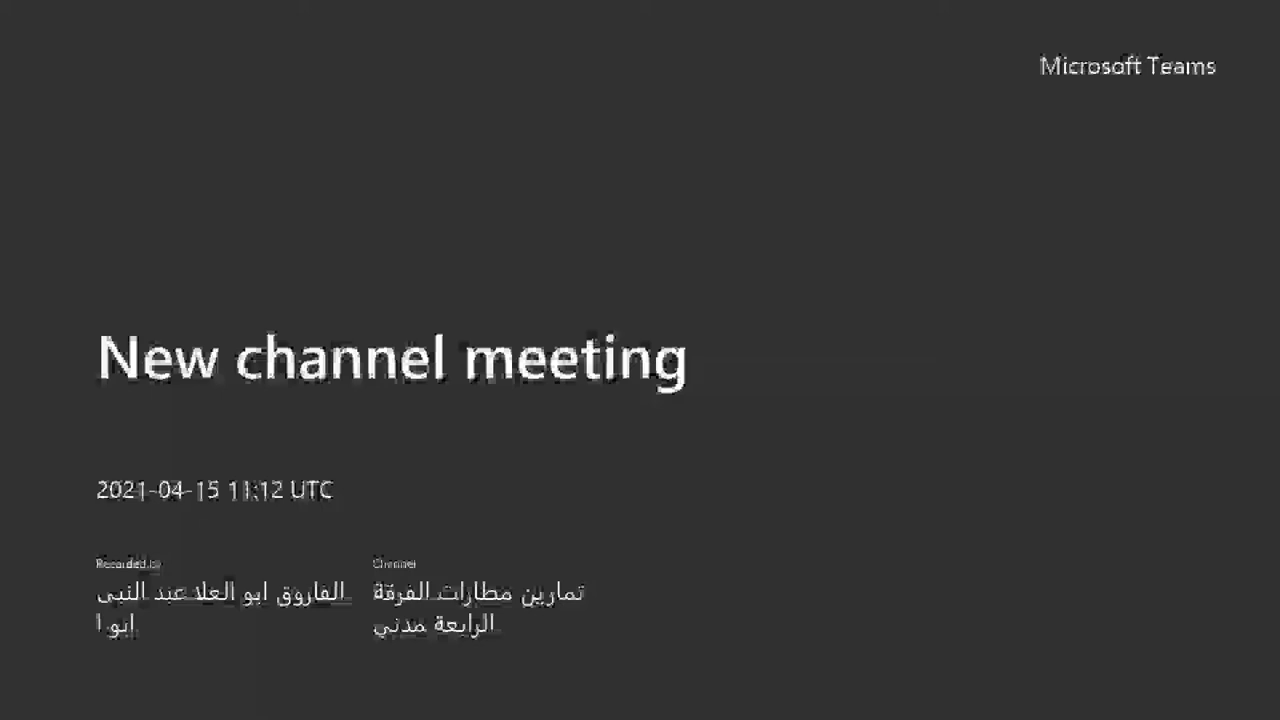 Microsoft Teams
New channel meeting
2021-04-15 11:12 UTC
Recorded by
الفاروق ابو العلا عبد النبى
ابو ا
Channel
تمارين مطارات الفرقة
الرابعة مدني